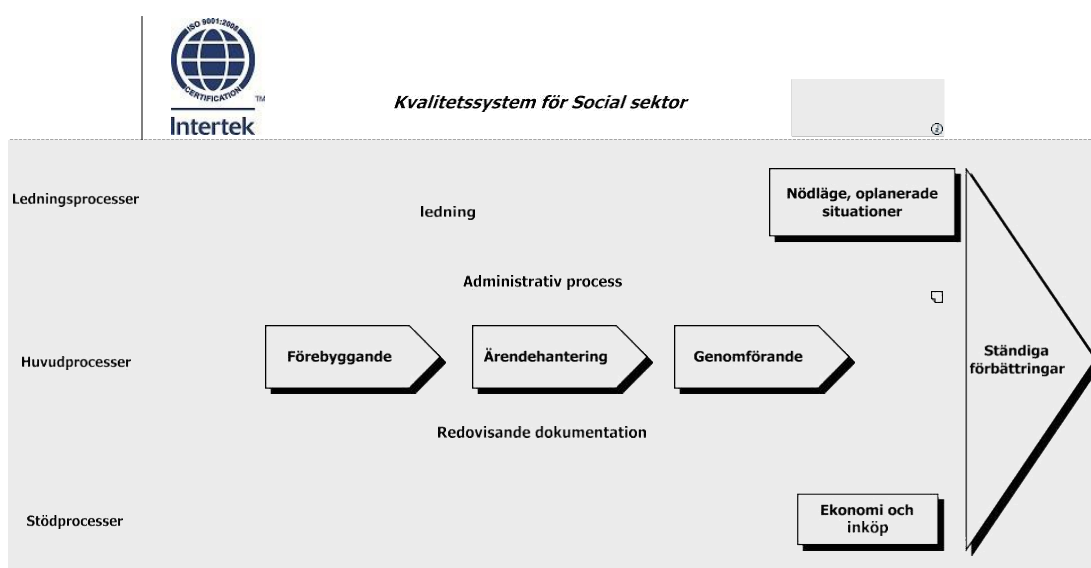 ISO 9001:2008
CERTIFICATION
TM
Intertek
Kvalitetssystem för Social sektor
Ledningsprocesser
ledning
Nödläge, oplanerade
situationer
Administrativ process
Huvudprocesser
Förebyggande
Ärendehantering
Genomförande
Ständiga
förbättringar
Redovisande dokumentation
Stödprocesser
Ekonomi och
inköp